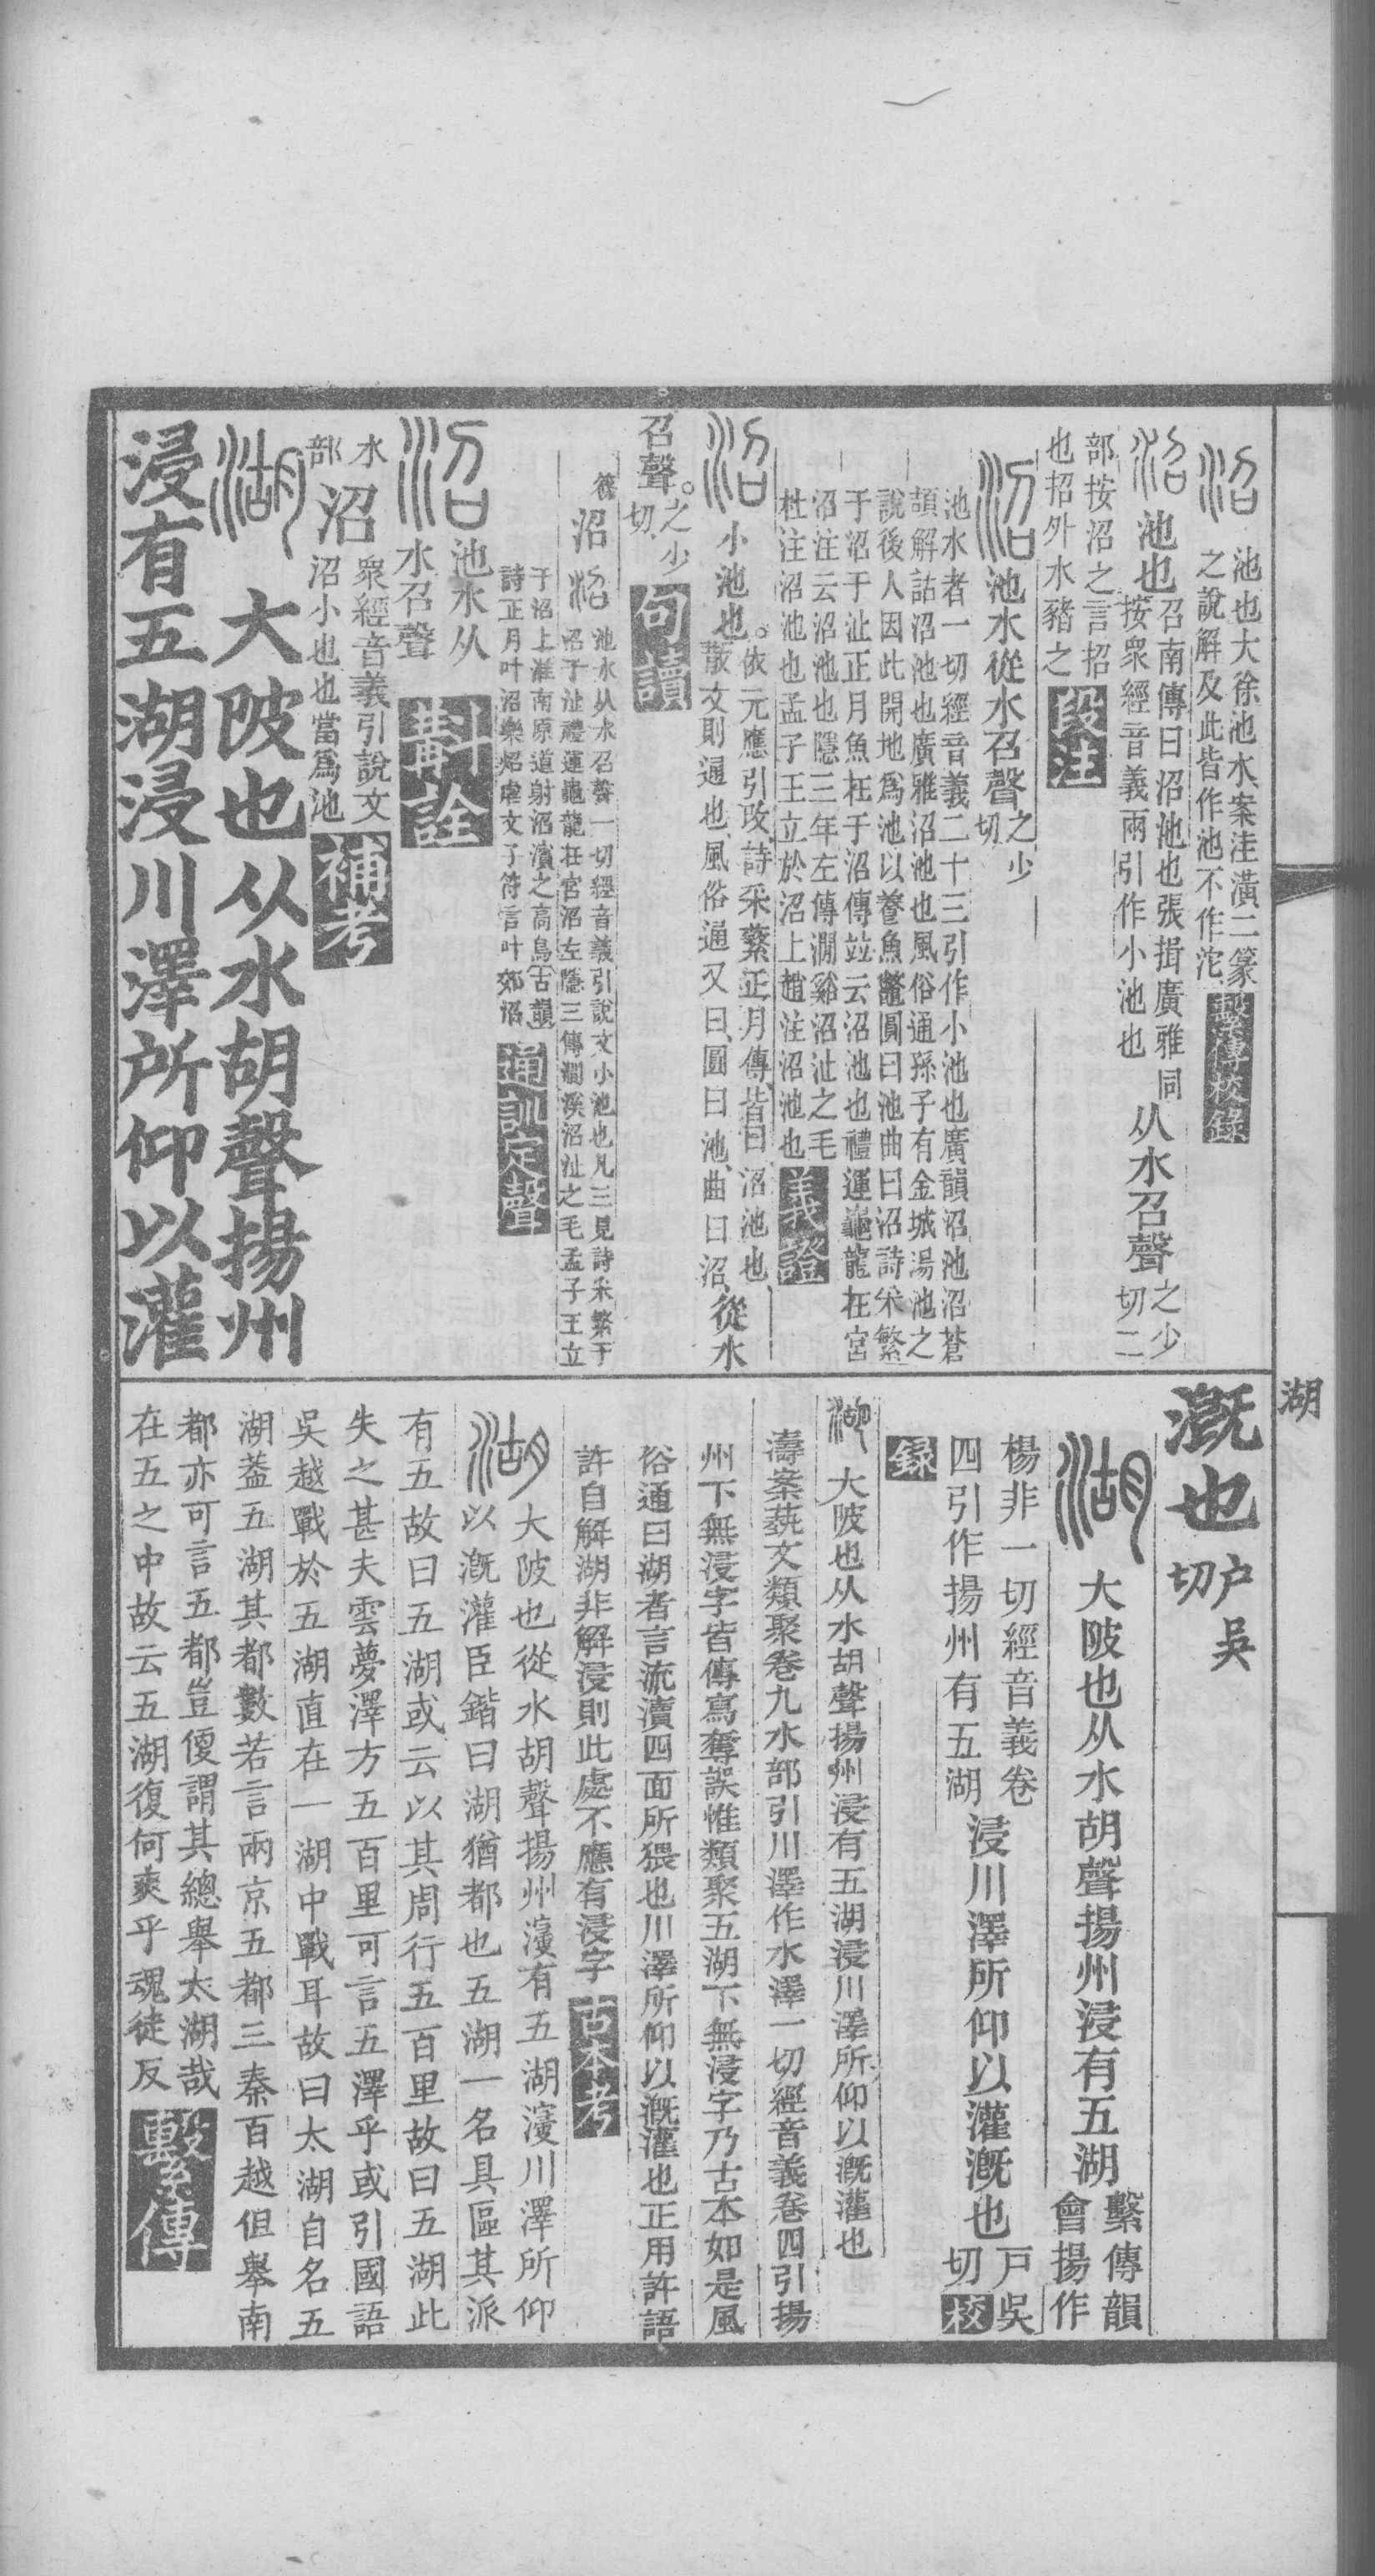 沼
池也大徐池水案洼潢二篆
之說解及此皆作池不作沱
繫傳校錄
沼
池也
召南傳曰沼池也張揖廣雅同
按衆經音義兩引作小池也
从水召聲
之少
切二
部按沼之言招
也招外水豬之
段注
沼
池水從水召聲
之少
切
池水者一切經音義二十三引作小池也廣韻沼池沼蒼
頡解詁沼池也廣雅沼池也風俗通孫子有金城湯池之
說後人因此開地爲池以養魚鼈圓曰池曲曰沼詩采繁
于沼于沚正月魚在于沼傳竝云沼池也禮運龜龍在宮
沼注云沼池也隱三年左傳澗谿沼沚之毛
杜注沼池也孟子王立於沼上趙注沼池也
義證
沼
小池也。
依元應引改詩采蘩正月傳皆曰沼池也
散文則通也風俗通又曰圓曰池曲曰沼
從水
召聲。
之少
切
句讀
篠
沼
沼
池水从水召聲一切經音義引說文小池也凡三見詩采繁于
沼于沚禮運龜龍在宮沼左隱三傳澗溪沼沚之毛孟子王立
于沼上淮南原道射沼濱之高鳥古韻
詩正月叶沼樂炤虐文子符言叶郊沼
通訓定聲
沼
池水从
水召聲
斠詮
水
部
沼
衆經音義引說文
沼小也也當爲池
補考
湖
大陂也从水胡聲揚州
浸有五湖浸川澤所仰以灌
湖
溉也
户吳
切
湖
大陂也从水胡聲揚州浸有五湖
繫傳韻
會揚作
楊非一切經音義卷
四引作揚州有五湖
浸川澤所仰以灌溉也
戸吳
切
校
錄
湖
大陂也从水胡聲揚州浸有五湖浸川澤所仰以溉灌也
濤案蓺文類聚卷九水部引川澤作水澤一切經音義卷四引揚
州下無浸字皆傳寫奪誤惟類聚五湖下無浸字乃古本如是風
俗通曰湖者言流瀆四面所猥也川澤所仰以溉灌也正用許語
許自解湖非解浸則此處不應有浸字
古本考
湖
大陂也從水胡聲揚州濅有五湖濅川澤所仰
以溉灌臣鍇曰湖猶都也五湖一名具區其派
有五故曰五湖或云以其周行五百里故曰五湖此
失之甚夫雲夢澤方五百里可言五澤乎或引國語
吳越戰於五湖直在一湖中戰耳故曰太湖自名五
湖蓋五湖其都數若言兩京五都三秦百越但舉南
都亦可言五都豈便謂其總舉太湖哉
在五之中故云五湖復何爽乎魂徒反
繫傳